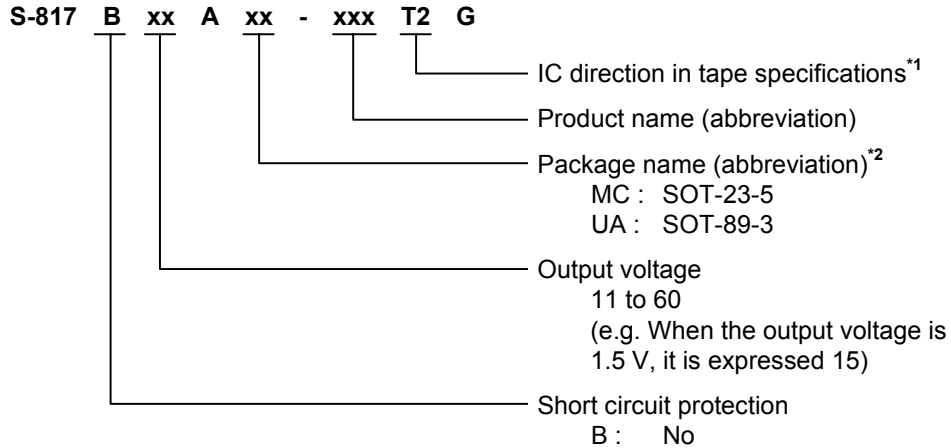 S-817 B xx A xx - xxx T2 G
IC direction in tape specifications*1
Product name (abbreviation)
Package name (abbreviation)*2
MC : SOT-23-5
UA : SOT-89-3
Output voltage
11 to 60
(e.g. When the output voltage is
1.5 V, it is expressed 15)
Short circuit protection
B : No